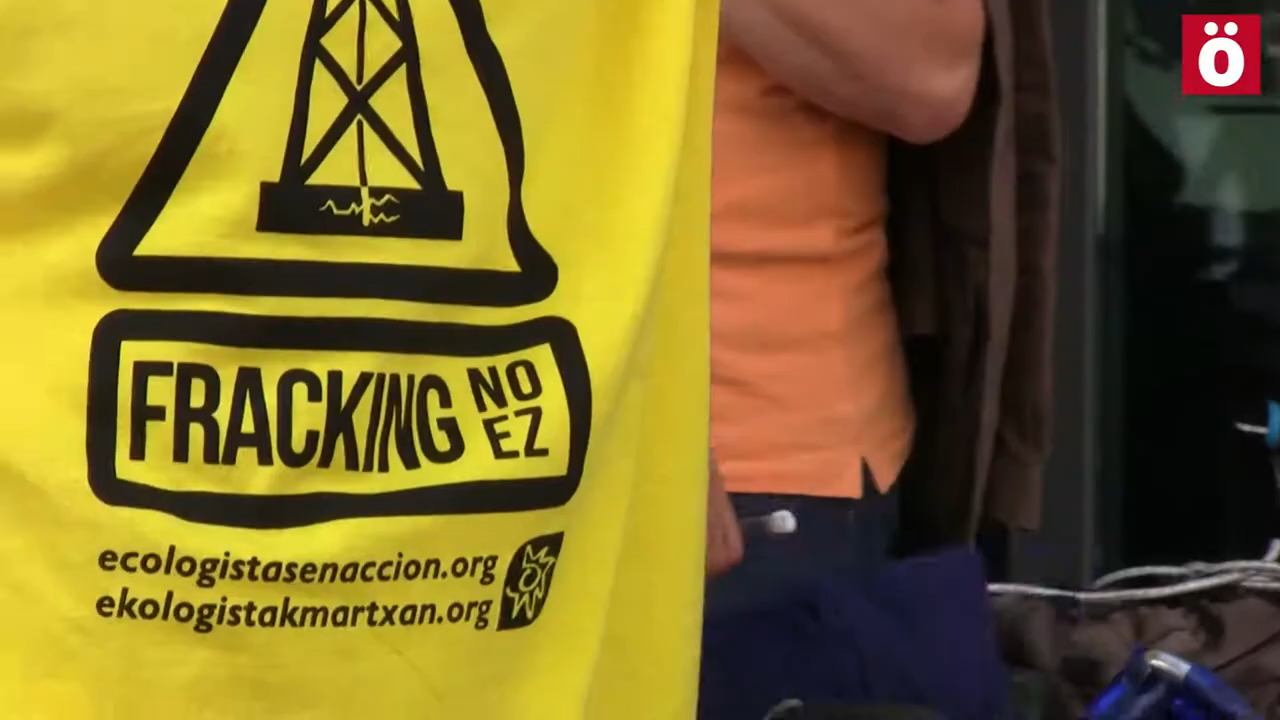 ö
FRACKING NO
EZ
ecologistasenaccion.org
ekologistakmartxan.org